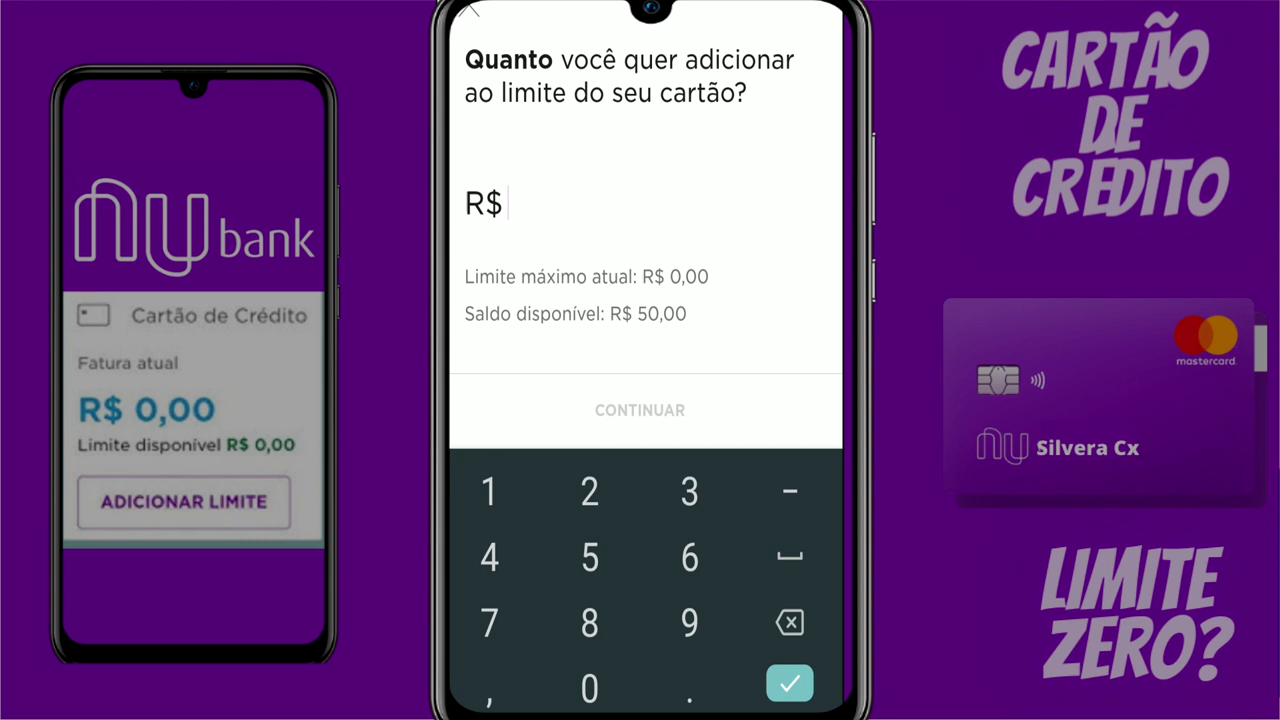 nu bank
Cartão de Crédito
Fatura atual
R$ 0,00
Limite disponível R$ 0,00
ADICIONAR LIMITE
Quanto você quer adicionar
ao limite do seu cartão?
R$
Limite máximo atual: R$ 0,00
Saldo disponível: R$ 50,00
CONTINUAR
1 2 3 -
4 5 6
7 8 9
, 0 .
CARTÃO
DE
CRÉDITO
mastercard.
nu Silvera Cx
LIMITE
ZERO?